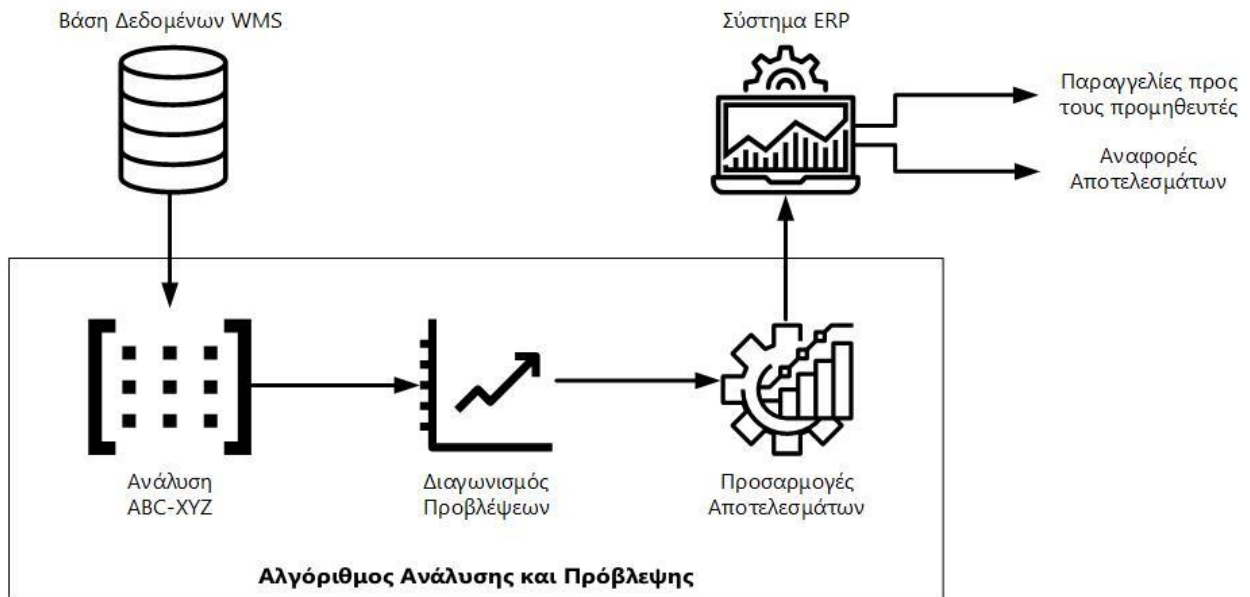 Βάση Δεδομένων WMS
Σύστημα ERP
Παραγγελίες προς
τους προμηθευτές
Αναφορές
Αποτελεσμάτων
Ανάλυση
ABC-XYZ
Διαγωνισμός
Προβλέψεων
Προσαρμογές
Αποτελεσμάτων
Αλγόριθμος Ανάλυσης και Πρόβλεψης